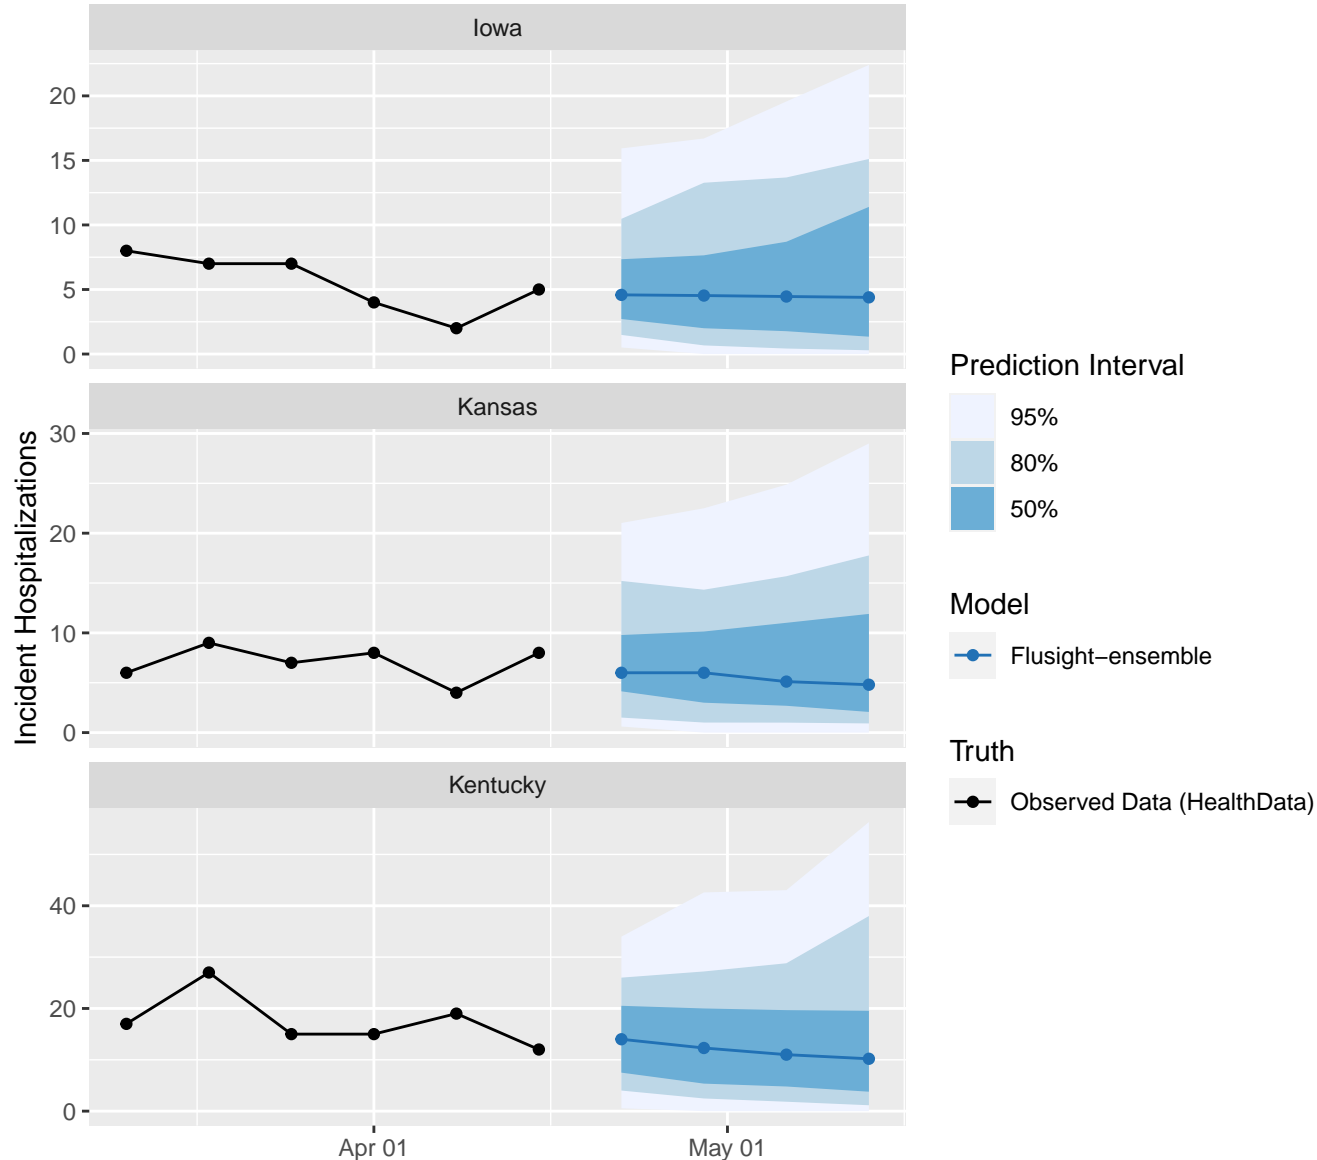 Iowa
20
15
10
5
0
Kansas
30
20
10
0
Kentucky
40
20
0
Apr 01
May 01
Incident Hospitalizations
Prediction Interval
95%
80%
50%
Model
Flusight−ensemble
Truth
Observed Data (HealthData)